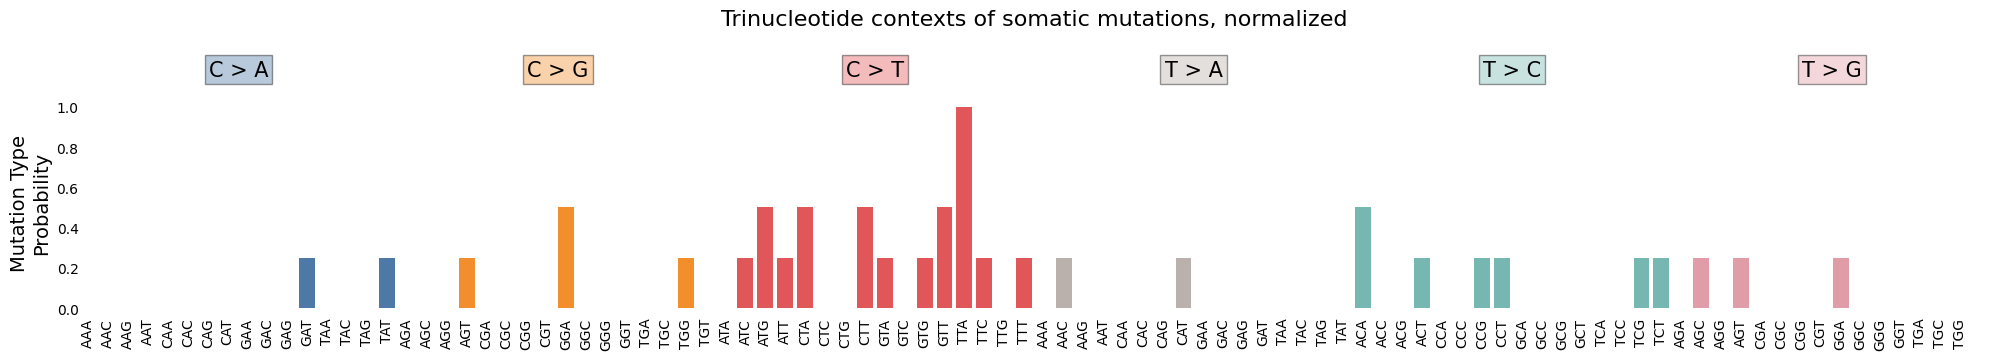 Trinucleotide contexts of somatic mutations, normalized
C > A
C > G
C > T
T > A
T > C
T > G
Mutation Type
Probability
1.0
0.8
0.6
0.4
0.2
0.0
AAA AAC AAG AAT CAA CAC CAG CAT GAA GAC GAG GAT TAA TAC TAG TAT AGA AGC AGG AGT CGA CGC CGG CGT GGA GGC GGG GGT TGA TGC TGG TGT ATA ATC ATG ATT CTA CTC CTG CTT GTA GTC GTG GTT TTA TTC TTG TTT AAA AAC AAG AAT CAA CAC CAG CAT GAA GAC GAG GAT TAA TAC TAG TAT ACA ACC ACG ACT CCA CCC CCG CCT GCA GCC GCG GCT TCA TCC TCG TCT AGA AGC AGG AGT CGA CGC CGG CGT GGA GGC GGG GGT TGA TGC TGG